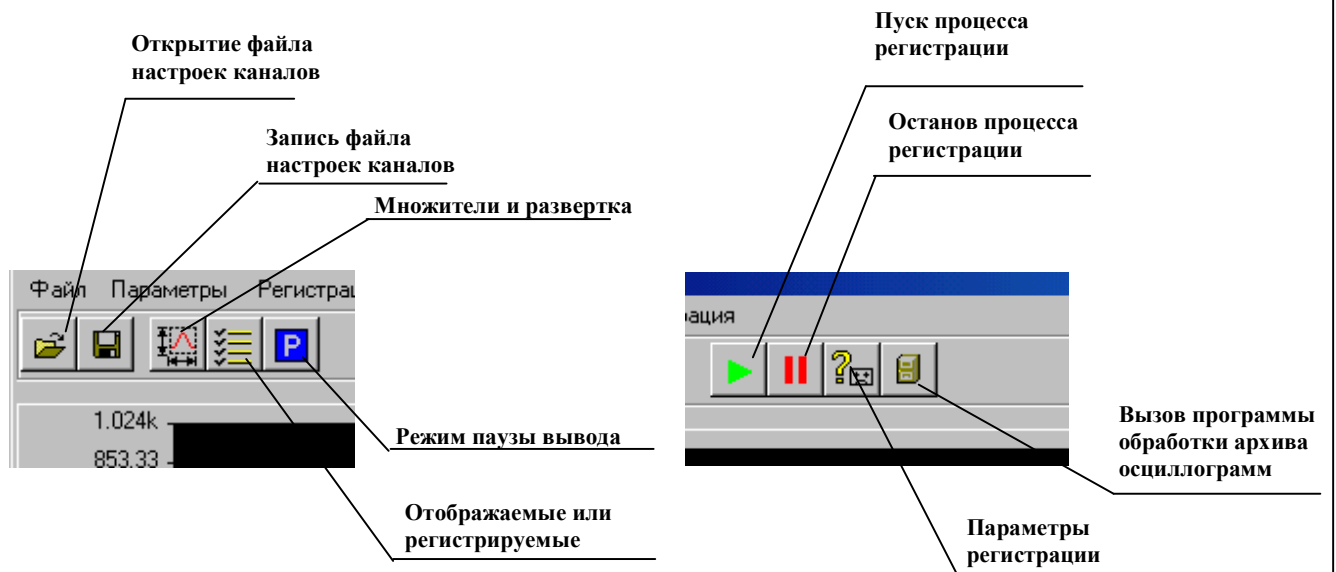 Открытие файла
настроек каналов
Запись файла
настроек каналов
Множители и развертка
Файл Параметры Регистрац
P
1.024k
853.33
Режим паузы вывода
Отображаемые или
регистрируемые
Пуск процесса
регистрации
Останов процесса
регистрации
рация
?
Вызов программы
обработки архива
осциллограмм
Параметры
регистрации